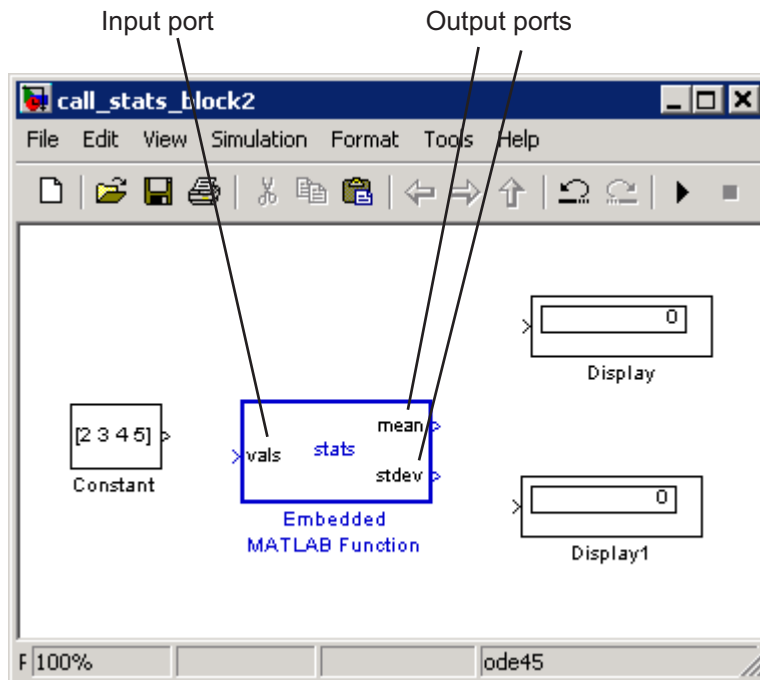 Input port Output ports
call_stats_block2
File Edit View Simulation Format Tools Help
0
Display
[2 3 4 5]
Constant
vals stats mean
stdev
Embedded
MATLAB Function
0
Display1
F 100% ode45